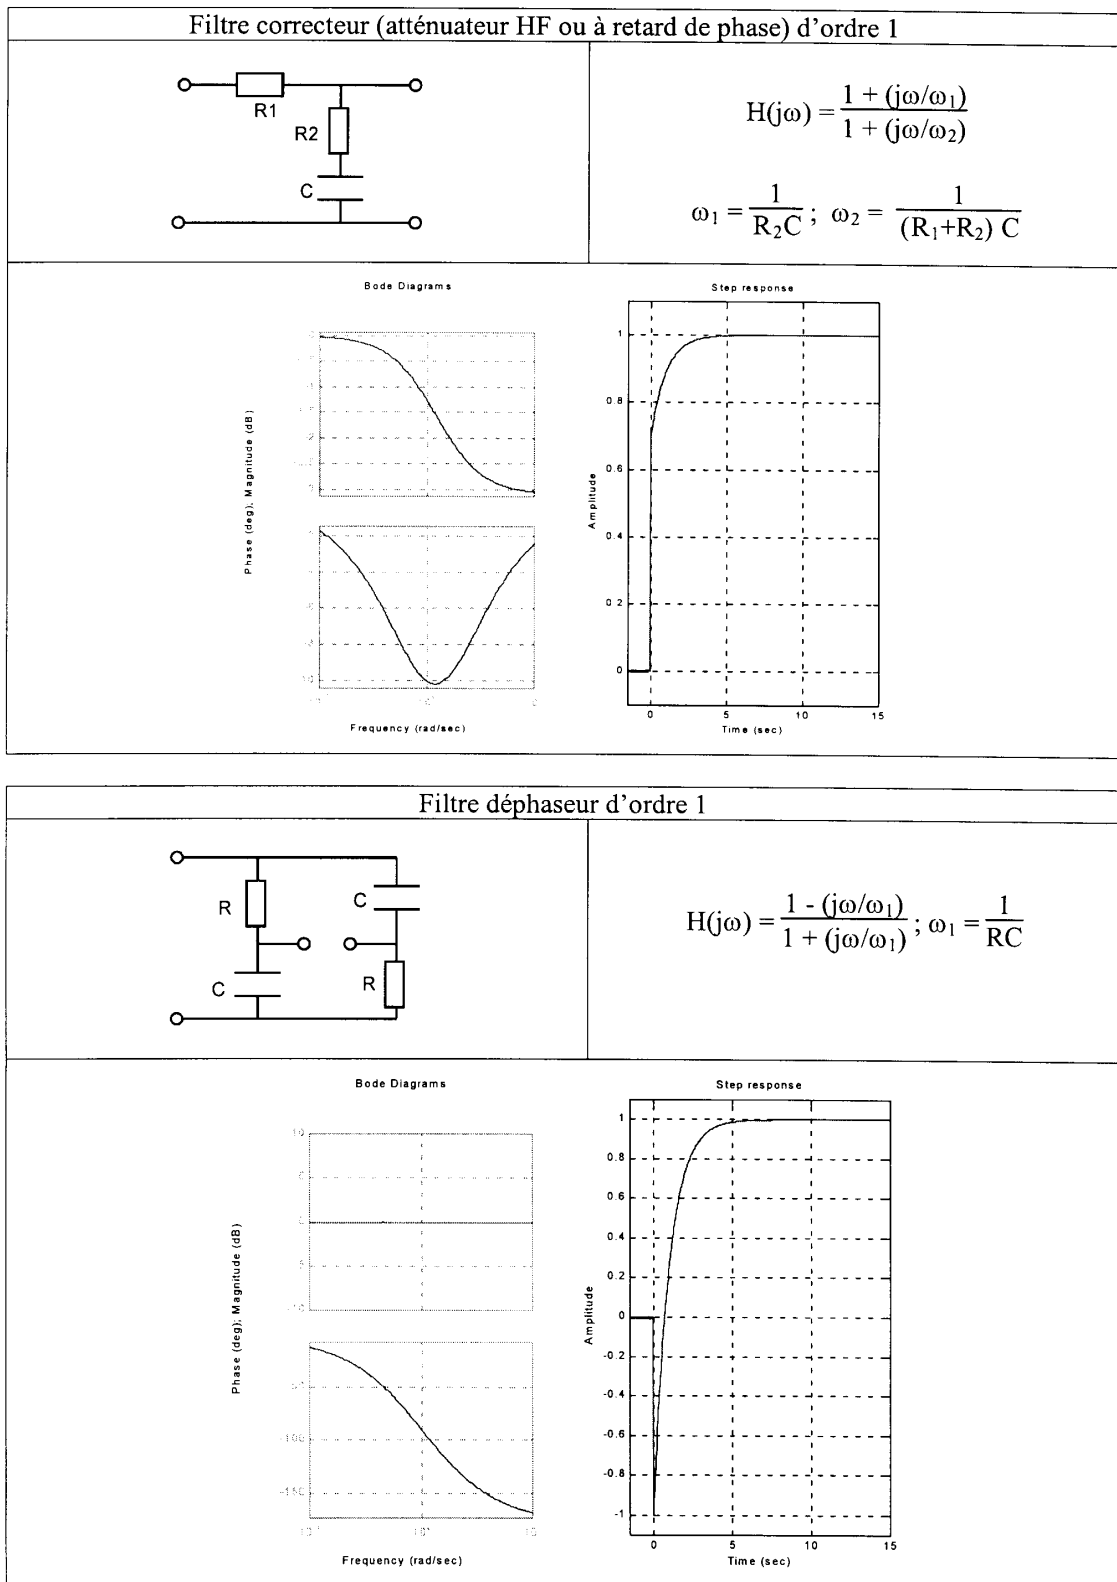 Filtre correcteur (atténuateur HF ou à retard de phase) d'ordre 1
R1
R2
C
H(jω) = 1 + (jω/ω₁) / 1 + (jω/ω₂)
ω₁ = 1 / R₂C ; ω₂ = 1 / (R₁+R₂) C
Bode Diagrams
Phase (deg); Magnitude (dB)
Frequency (rad/sec)
Step response
Amplitude
1
0.8
0.6
0.4
0.2
0
0 5 10 15
Time (sec)
Filtre déphaseur d'ordre 1
R
C
C
R
H(jω) = 1 - (jω/ω₁) / 1 + (jω/ω₁) ; ω₁ = 1 / RC
Bode Diagrams
Phase (deg); Magnitude (dB)
10
-100
-150
Frequency (rad/sec)
Step response
Amplitude
1
0.8
0.6
0.4
0.2
0
-0.2
-0.4
-0.6
-0.8
-1
0 5 10 15
Time (sec)